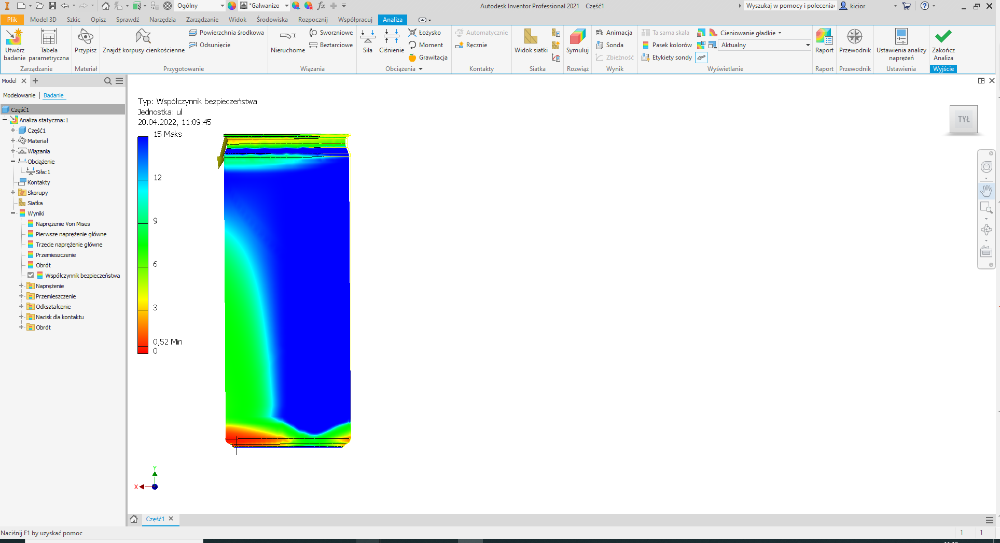 Ogólny
*Galwanizo
fx
Autodesk Inventor Professional 2021 Część1
Wyszukaj w pomocy i poleceniac
kicior
Plik Model 3D Szkic Opisz Sprawdź Narzędzia Zarządzanie Widok Środowiska Rozpocznij Współpracuj Analiza
Utwórz badanie
Tabela parametryczna
Zarządzanie
Przypisz
Materiał
Znajdź korpusy cienkościenne
Powierzchnia środkowa
Odsunięcie
Przygotowanie
Nieruchome
Sworzniowe
Beztarciowe
Wiązania
Siła
Ciśnienie
Łożysko
Moment
Grawitacja
Obciążenia
Automatycznie
Ręcznie
Kontakty
Widok siatki
Siatka
Symuluj
Rozwiąż
Animacja
Sonda
Zbieżność
Wynik
Ta sama skala
Pasek kolorów
Etykiety sondy
Cieniowanie gładkie
Aktualny
Wyświetlanie
Raport
Raport
Przewodnik
Przewodnik
Ustawienia analizy naprężeń
Ustawienia
Zakończ Analiza
Wyjście
Model
Modelowanie | Badanie
Część1
Analiza statyczna:1
Część1
Materiał
Wiązania
Obciążenie
Siła:1
Kontakty
Skorupy
Siatka
Wyniki
Naprężenie Von Mises
Pierwsze naprężenie główne
Trzecie naprężenie główne
Przemieszczenie
Obrót
Współczynnik bezpieczeństwa
Naprężenie
Przemieszczenie
Odkształcenie
Nacisk dla kontaktu
Obrót
Typ: Współczynnik bezpieczeństwa
Jednostka: ul
20.04.2022, 11:09:45
15 Maks
12
9
6
3
0,52 Min
0
TYŁ
Y
X
Część1
Naciśnij F1 by uzyskać pomoc
1 1